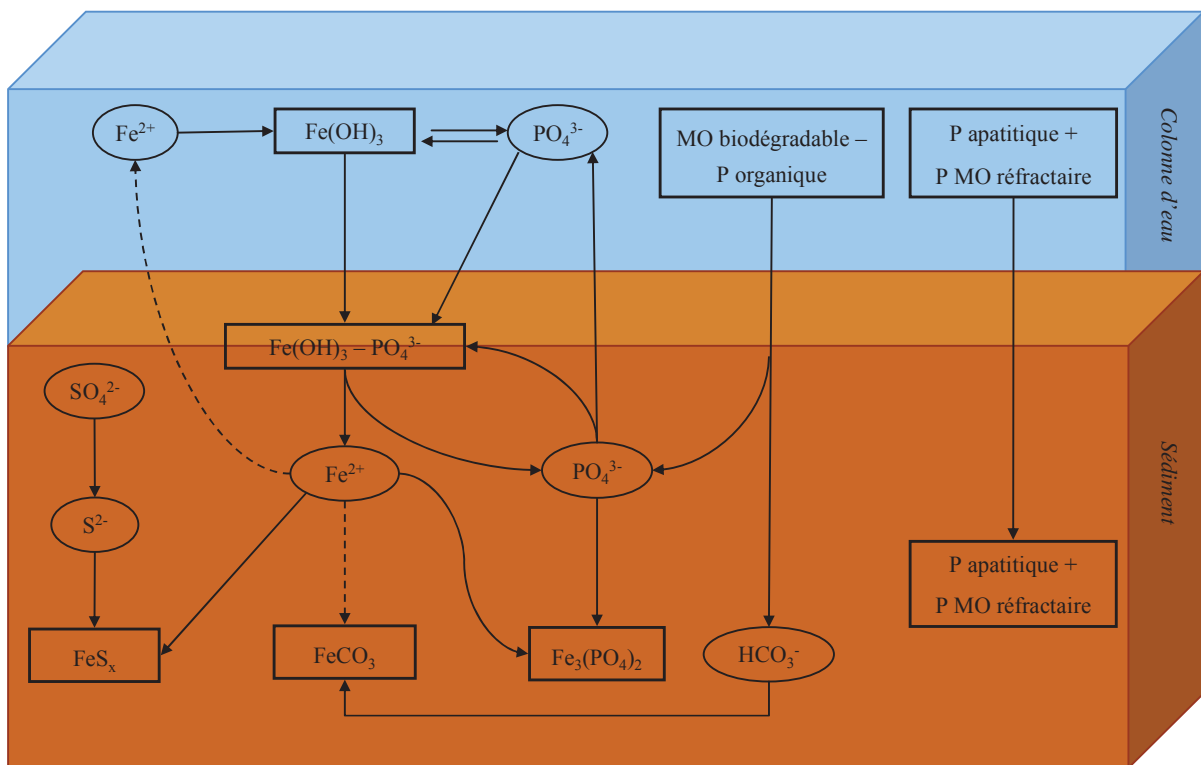 Fe²⁺
Fe(OH)₃
PO₄³⁻
MO biodégradable –
P organique
P apatitique +
P MO réfractaire
Colonne d'eau
Fe(OH)₃ – PO₄³⁻
SO₄²⁻
Fe²⁺
PO₄³⁻
S²⁻
Sédiment
P apatitique +
P MO réfractaire
FeSₓ
FeCO₃
Fe₃(PO₄)₂
HCO₃⁻